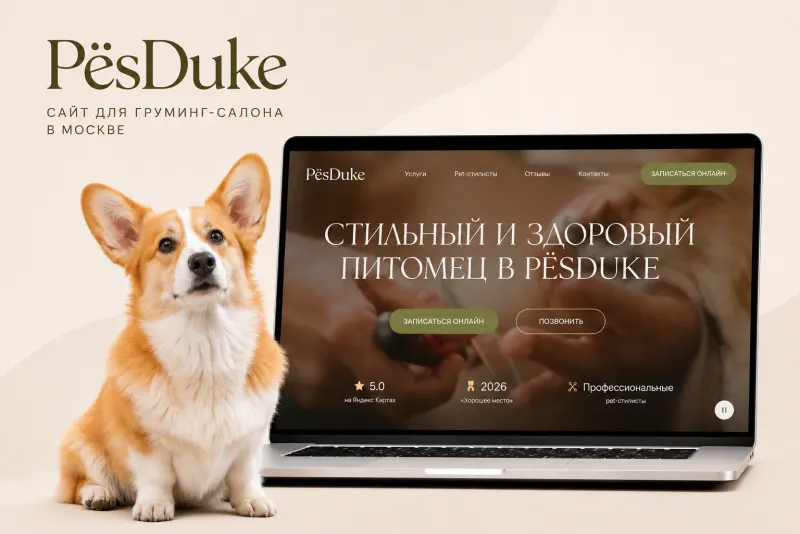 PёsDuke
САЙТ ДЛЯ ГРУМИНГ-САЛОНА
В МОСКВЕ
PёsDuke
Услуги
Pet-стилисты
Отзывы
Контакты
ЗАПИСАТЬСЯ ОНЛАЙН
СТИЛЬНЫЙ И ЗДОРОВЫЙ
ПИТОМЕЦ В PЁSDUKE
ЗАПИСАТЬСЯ ОНЛАЙН
ПОЗВОНИТЬ
5.0
на Яндекс Картах
2026
«Хорошее место»
Профессиональные
pet-стилисты